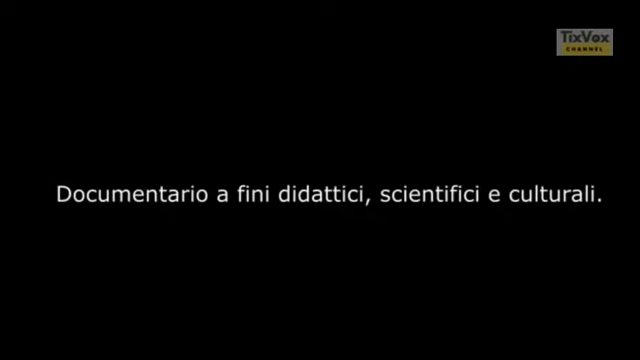 TixVox
CHANNEL
Documentario a fini didattici, scientifici e culturali.